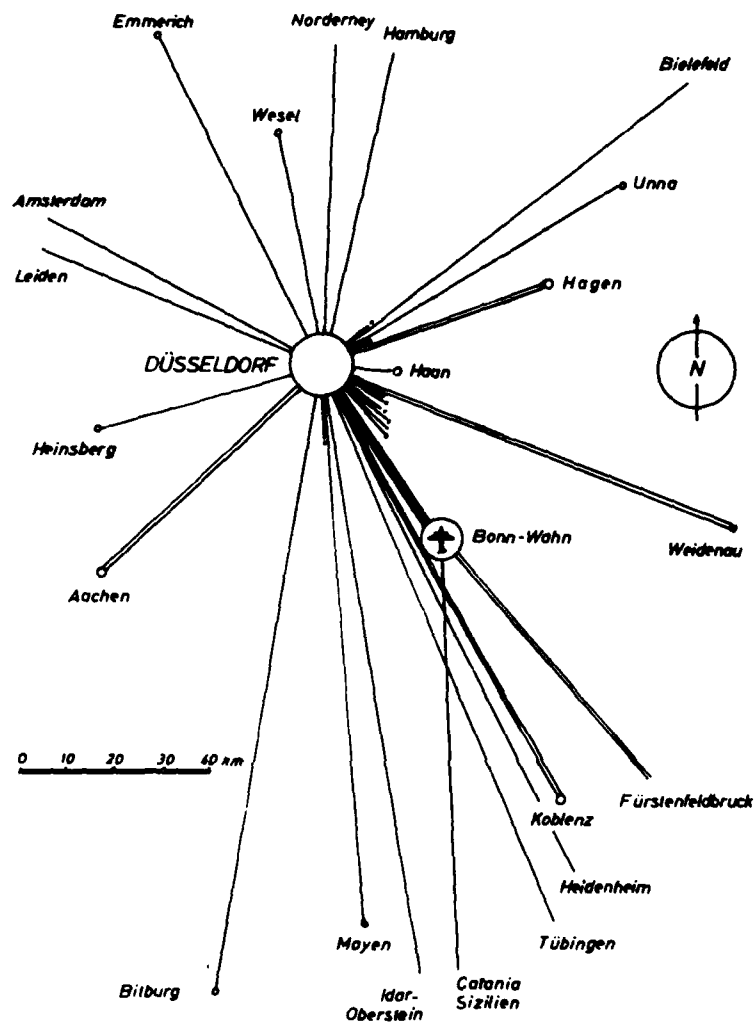 Emmerich
Norderney
Hamburg
Bielefeld
Wesel
Unna
Amsterdam
Leiden
Hagen
DÜSSELDORF
Haan
N
Heinsberg
Bonn-Wahn
Weidenau
Aachen
0 10 20 30 40 km
Fürstenfeldbruck
Koblenz
Heidenheim
Mayen
Tübingen
Bitburg
Idar-
Oberstein
Catania
Sizilien